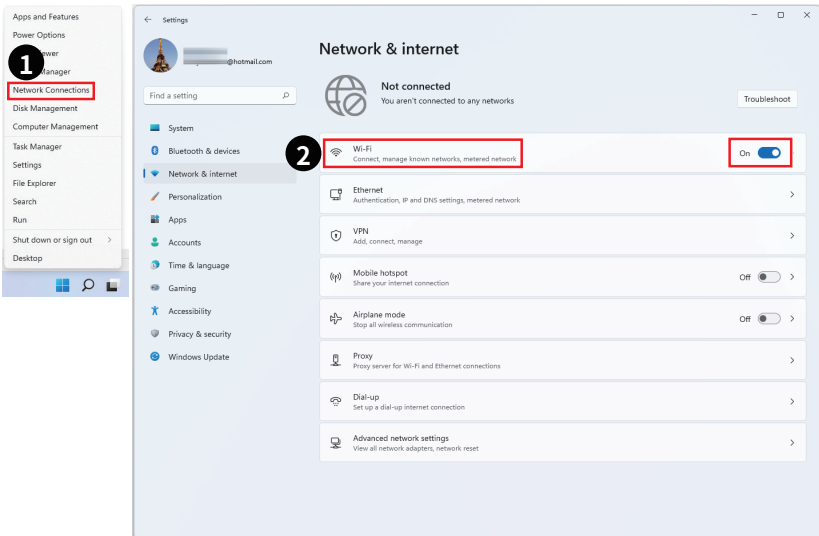 Apps and Features
Power Options
ewer
1
Manager
Network Connections
Disk Management
Computer Management
Task Manager
Settings
File Explorer
Search
Run
Shut down or sign out
Desktop
Settings
@hotmail.com
Find a setting
System
Bluetooth & devices
Network & internet
Personalization
Apps
Accounts
Time & language
Gaming
Accessibility
Privacy & security
Windows Update
Network & internet
Not connected
You aren't connected to any networks
Troubleshoot
2
Wi-Fi
Connect, manage known networks, metered network
On
Ethernet
Authentication, IP and DNS settings, metered network
VPN
Add, connect, manage
Mobile hotspot
Share your internet connection
Off
Airplane mode
Stop all wireless communication
Off
Proxy
Proxy server for Wi-Fi and Ethernet connections
Dial-up
Set up a dial-up internet connection
Advanced network settings
View all network adapters, network reset